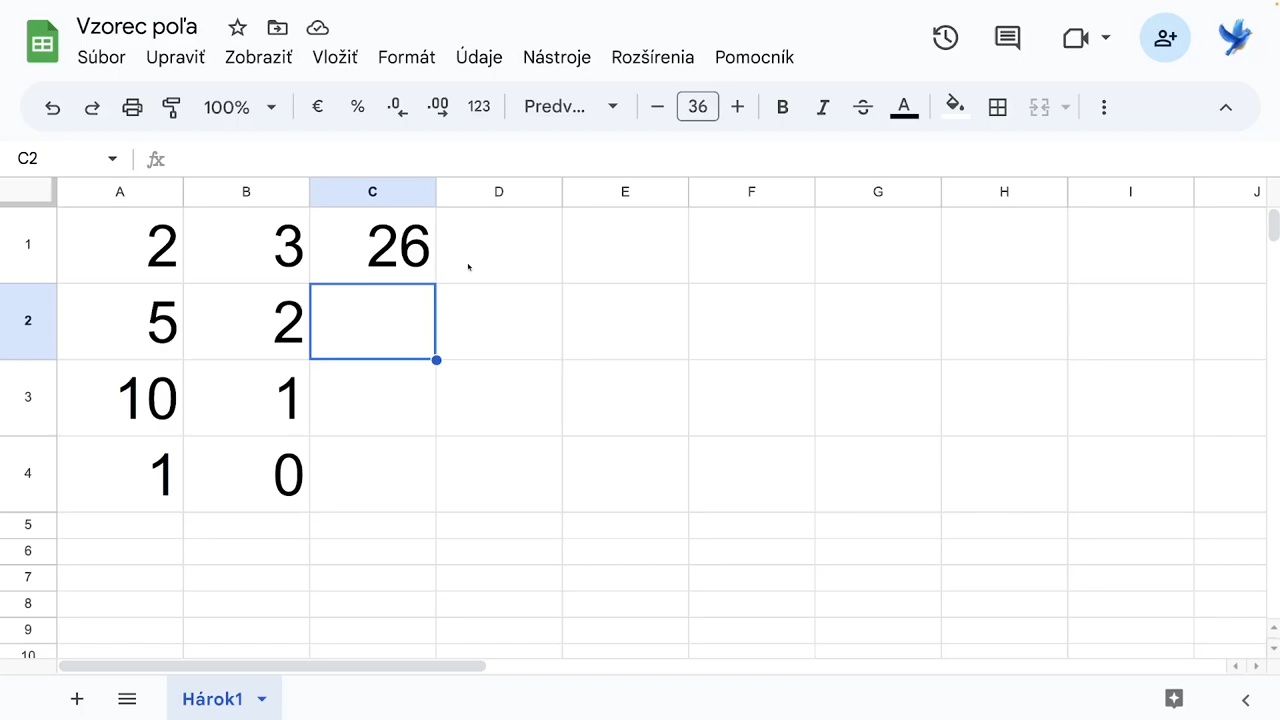 Vzorec poľa
Súbor Upraviť Zobraziť Vložiť Formát Údaje Nástroje Rozšírenia Pomocník
100% € % .0 .00 123 Predv... 36 B I A
C2 fx
A B C D E F G H I J
1 2 3 26
2 5 2
3 10 1
4 1 0
5
6
7
8
9
10
Hárok1